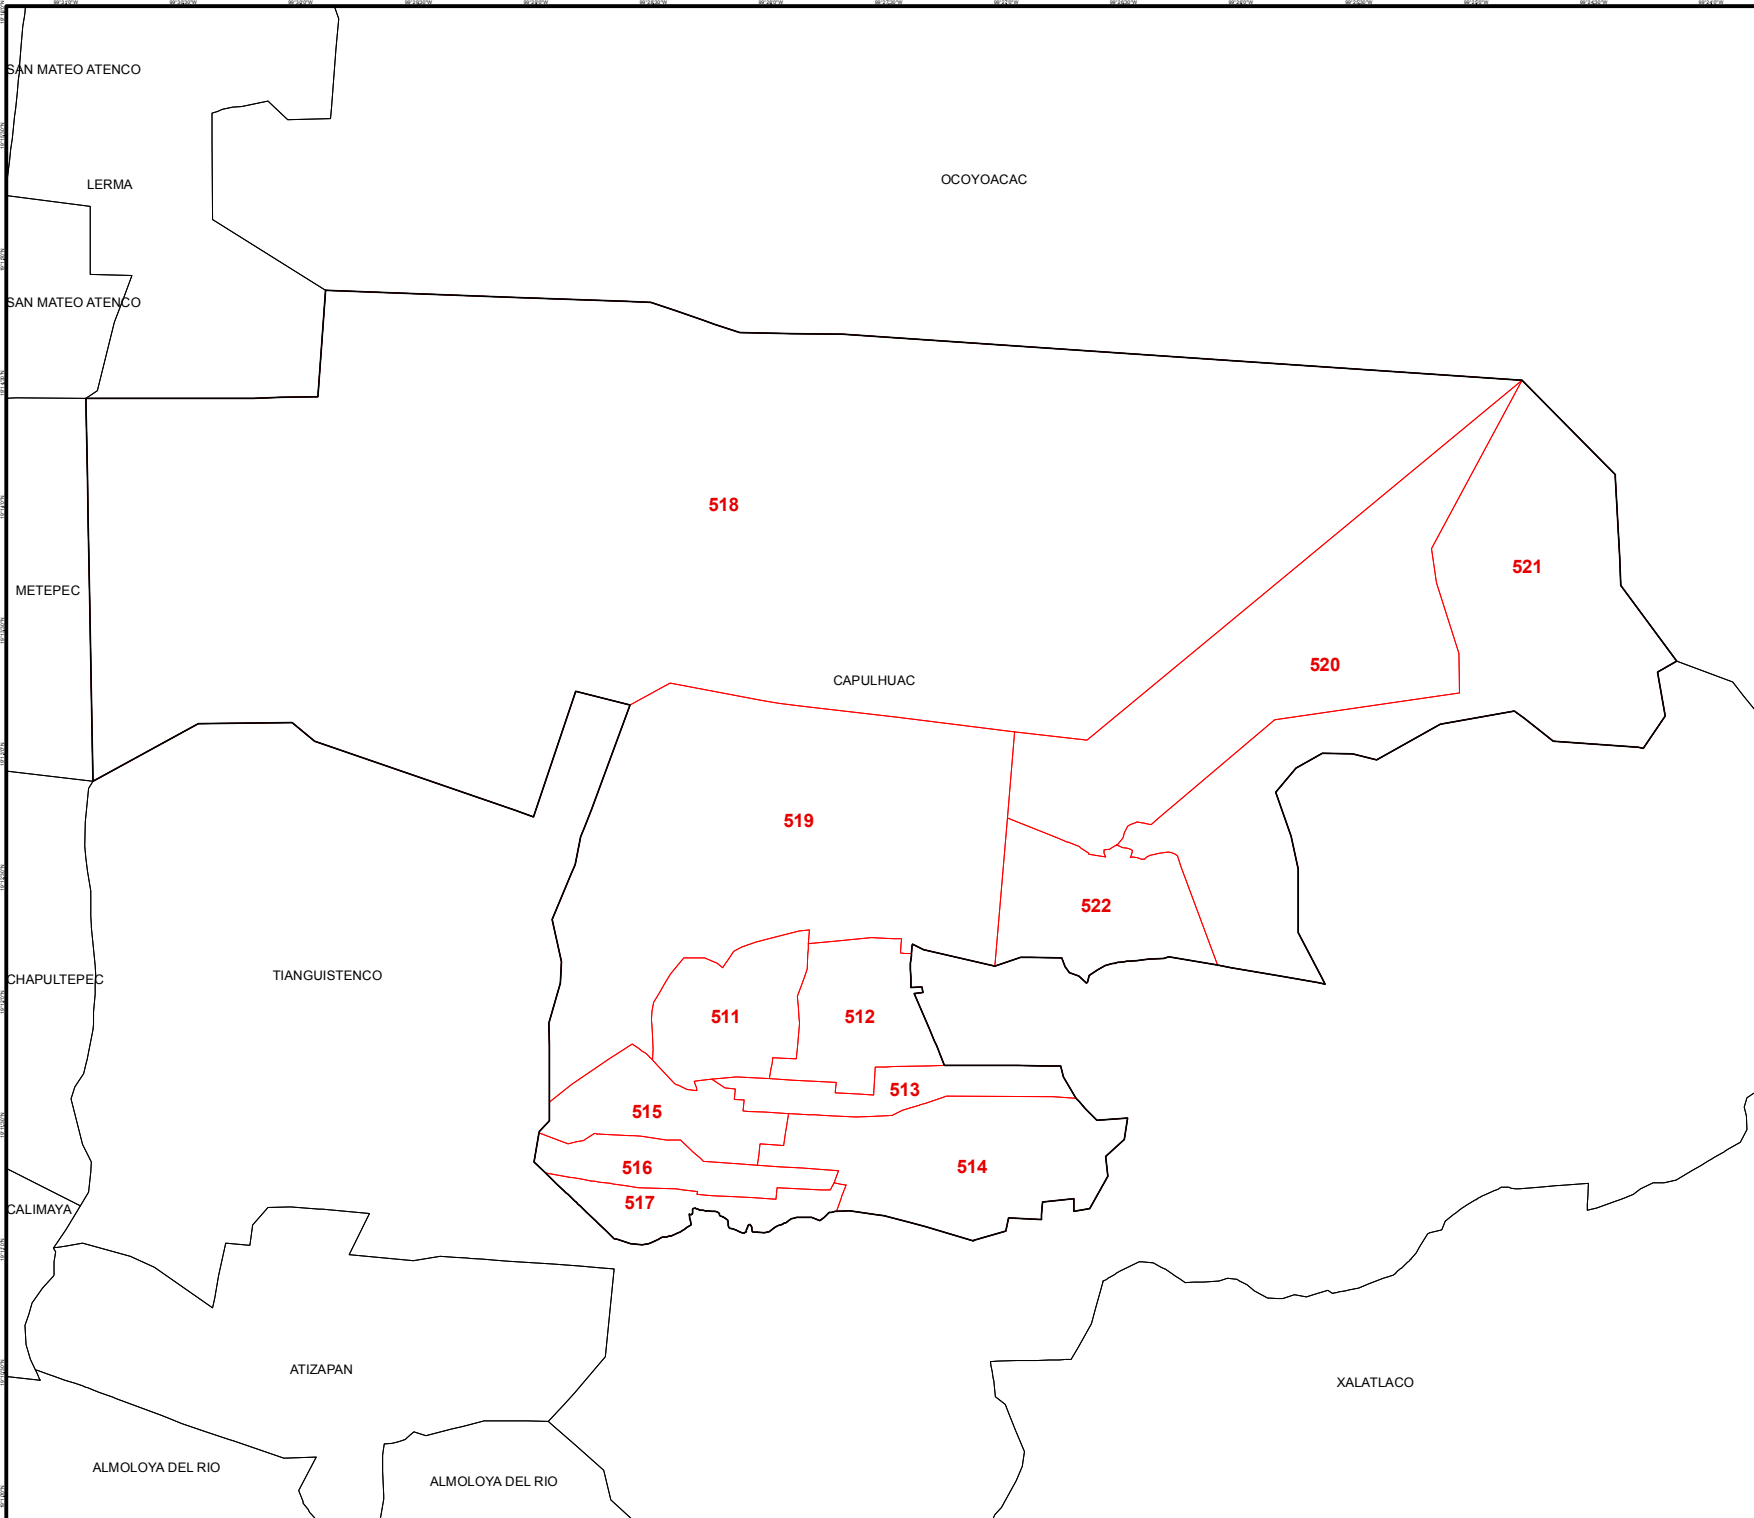 SAN MATEO ATENCO
OCOYOACAC
LERMA
SAN MATEO ATENCO
518
521
METEPEC
520
CAPULHUAC
519
522
CHAPULTEPEC
TIANGUISTENCO
511
512
513
515
516
514
517
CALIMAYA
ATIZAPAN
XALATLACO
ALMOLOYA DEL RIO
ALMOLOYA DEL RIO